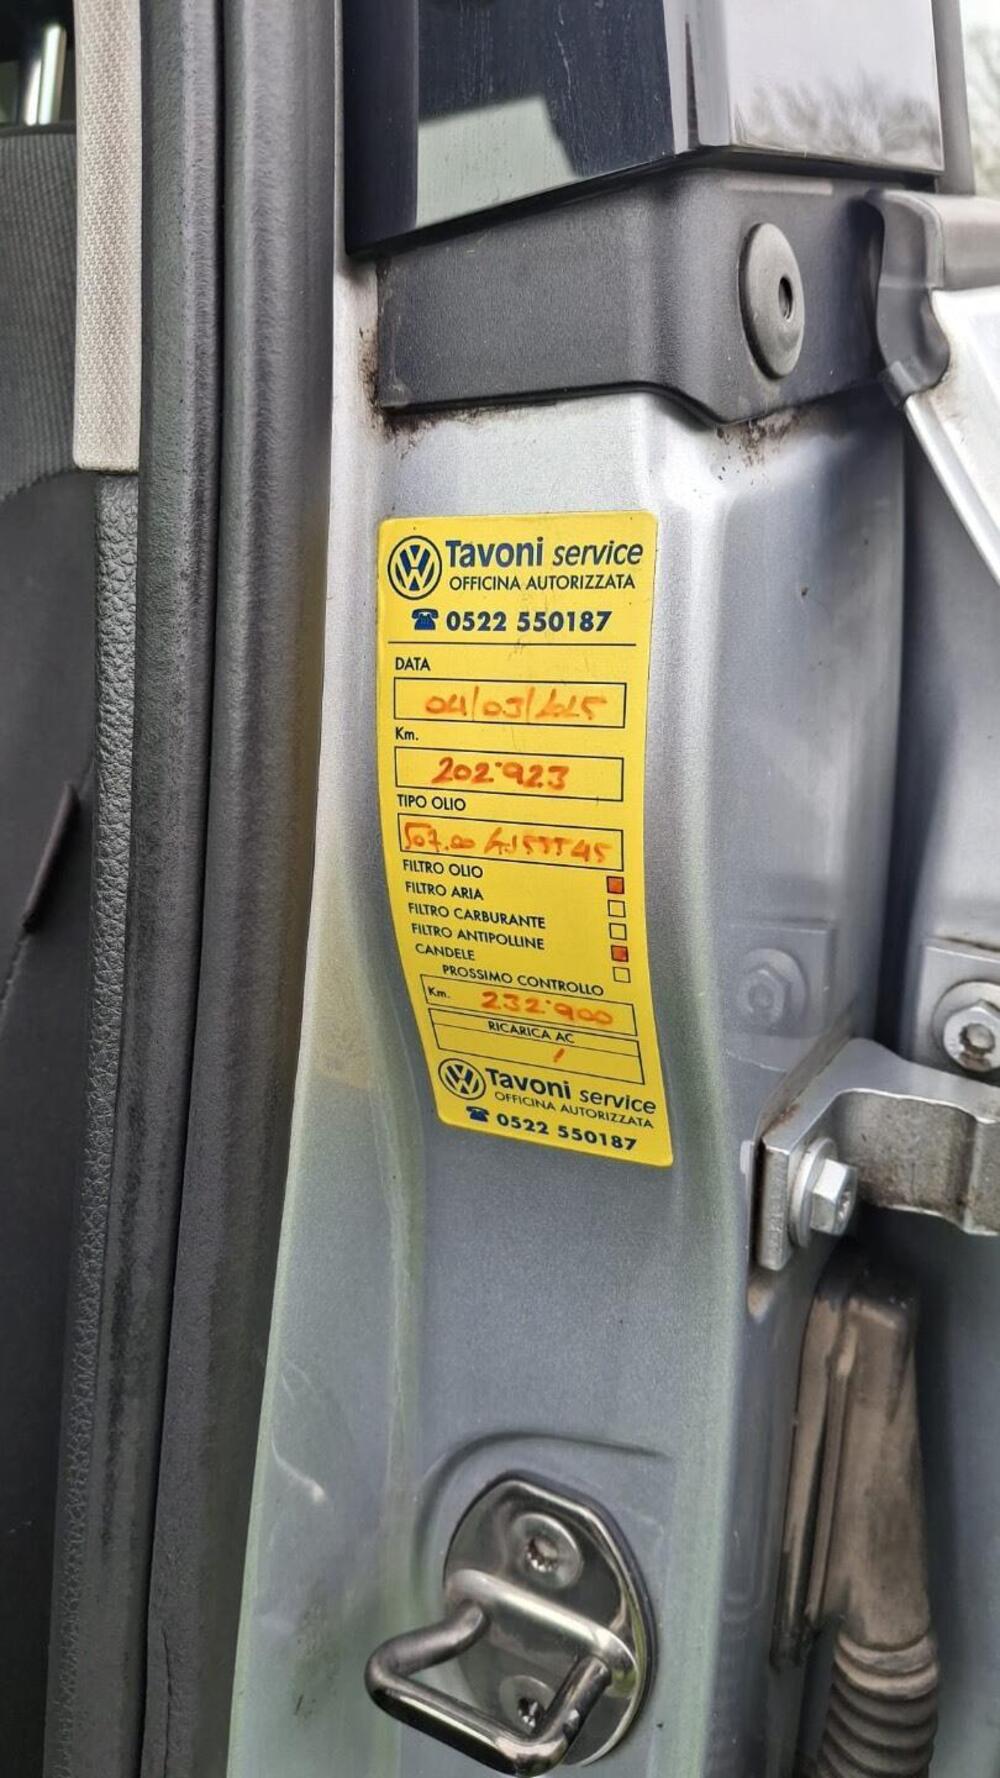 Tavoni service
OFFICINA AUTORIZZATA
0522 550187
DATA
04/03/2025
Km.
202.923
TIPO OLIO
507.00
FILTRO OLIO
FILTRO ARIA
FILTRO CARBURANTE
FILTRO ANTIPOLLINE
CANDELE
PROSSIMO CONTROLLO
Km. 232.900
RICARICA AC
/
Tavoni service
OFFICINA AUTORIZZATA
0522 550187